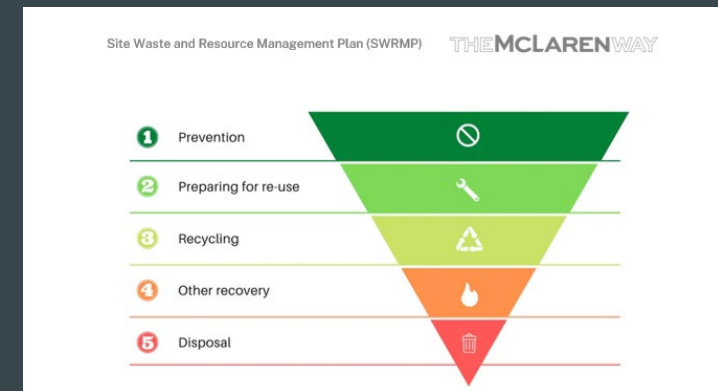 Site Waste and Resource Management Plan (SWRMP) THEMCLARENWAY
1 Prevention
2 Preparing for re-use
3 Recycling
4 Other recovery
5 Disposal